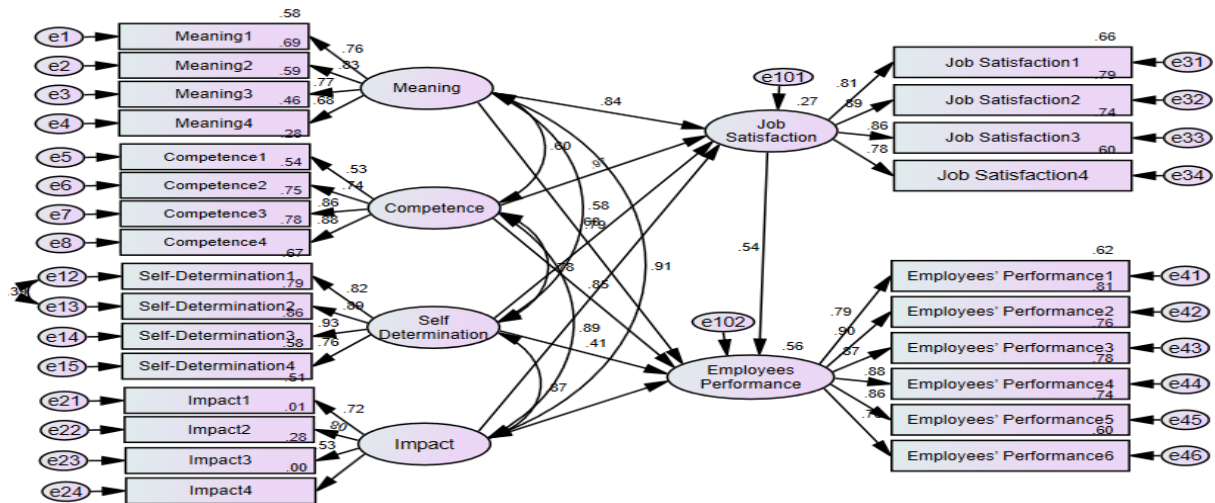 .58
e1
Meaning1
.69
.76
e2
Meaning2
.59
.83
e3
Meaning3
.46
.77
e4
Meaning4
.28
.68
Meaning
e5
Competence1
.54
.53
e6
Competence2
.75
.74
e7
Competence3
.78
.86
e8
Competence4
.67
.88
Competence
e12
Self-Determination1
.79
.82
e13
Self-Determination2
.86
.89
e14
Self-Determination3
.58
.93
e15
Self-Determination4
.51
.76
Self
Determination
e21
Impact1
.01
.72
e22
Impact2
.28
e23
Impact3
.00
.53
e24
Impact4
Impact
.84
.60
.58
.79
.91
.85
.89
.41
.54
e101
.27
Job
Satisfaction
.66
.81
Job Satisfaction1
.79
e31
.89
Job Satisfaction2
.74
e32
.86
Job Satisfaction3
.60
e33
.78
Job Satisfaction4
e34
e102
.56
Employees
Performance
.62
.79
Employees' Performance1
.81
e41
.90
Employees' Performance2
.76
e42
Employees' Performance3
.78
e43
.88
Employees' Performance4
.74
e44
.86
Employees' Performance5
.60
e45
Employees' Performance6
e46